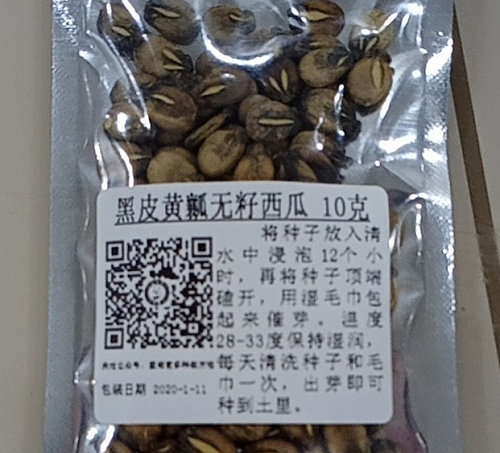 黑皮黄瓤无籽西瓜 10克
将种子放入清
水中浸泡12个小
时，再将种子顶端
磕开，用湿毛巾包
起来催芽。温度
28-33度保持湿润，
每天清洗种子和毛
巾一次，出芽即可
种到土里。
包装日期 2020-1-11